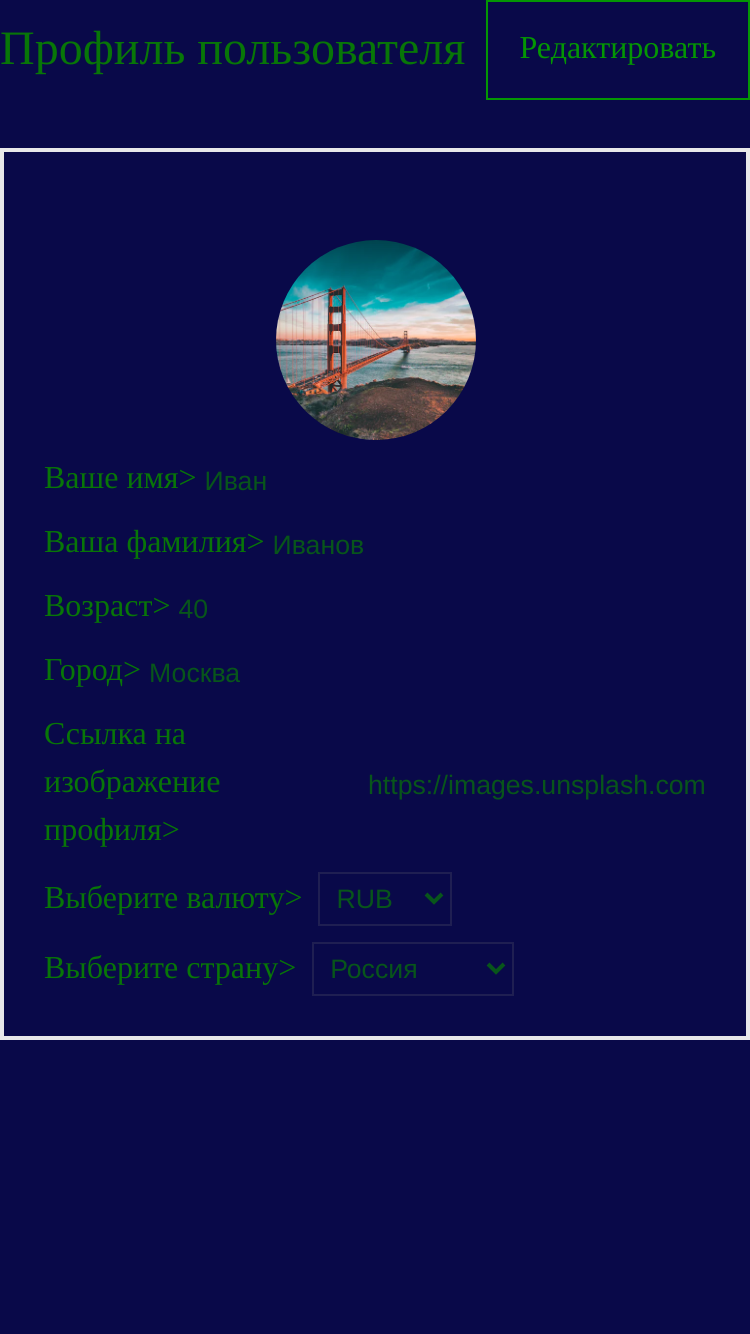 Профиль пользователя
Редактировать
Ваше имя> Иван
Ваша фамилия> Иванов
Возраст> 40
Город> Москва
Ссылка на
изображение
профиля>
https://images.unsplash.com
Выберите валюту> RUB
Выберите страну> Россия